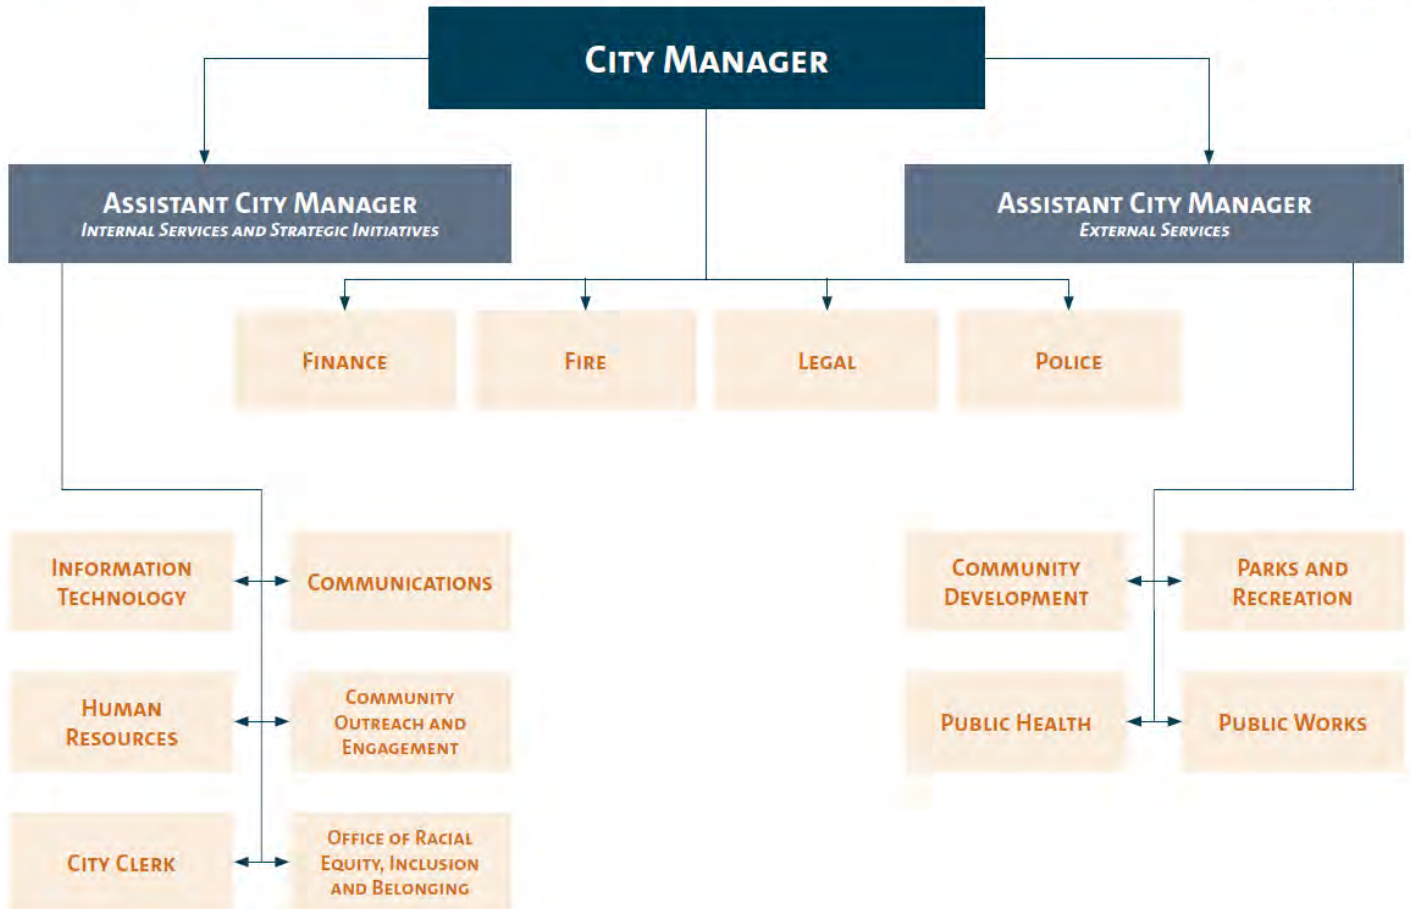 CITY MANAGER
ASSISTANT CITY MANAGER
INTERNAL SERVICES AND STRATEGIC INITIATIVES
ASSISTANT CITY MANAGER
EXTERNAL SERVICES
FINANCE
FIRE
LEGAL
POLICE
INFORMATION
TECHNOLOGY
COMMUNICATIONS
COMMUNITY
DEVELOPMENT
PARKS AND
RECREATION
HUMAN
RESOURCES
COMMUNITY
OUTREACH AND
ENGAGEMENT
PUBLIC HEALTH
PUBLIC WORKS
CITY CLERK
OFFICE OF RACIAL
EQUITY, INCLUSION
AND BELONGING